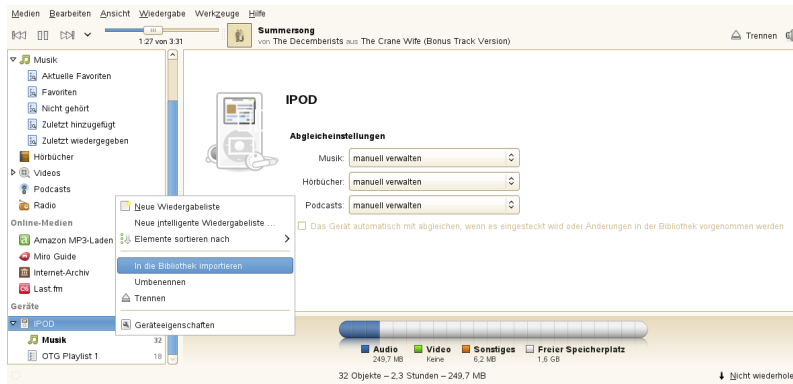 Medien Bearbeiten Ansicht Wiedergabe Werkzeuge Hilfe
1:27 von 3:31
Summersong
von The Decemberists aus The Crane Wife (Bonus Track Version)
Trennen
Musik
Aktuelle Favoriten
Favoriten
Nicht gehört
Zuletzt hinzugefügt
Zuletzt wiedergegeben
Hörbücher
Videos
Podcasts
Radio
Online-Medien
Amazon MP3-Laden
Miro Guide
Internet-Archiv
Last.fm
Geräte
IPOD
Musik 32
OTG Playlist 1 18
Neue Wiedergabeliste
Neue intelligente Wiedergabeliste ...
Elemente sortieren nach
In die Bibliothek importieren
Umbenennen
Trennen
Geräteeigenschaften
IPOD
Abgleicheinstellungen
Musik: manuell verwalten
Hörbücher: manuell verwalten
Podcasts: manuell verwalten
Das Gerät automatisch mit abgleichen, wenn es eingesteckt wird oder Änderungen in der Bibliothek vorgenommen werden
Audio Video Sonstiges Freier Speicherplatz
249,7 MB Keine 6,2 MB 1,6 GB
32 Objekte – 2,3 Stunden – 249,7 MB
Nicht wiederhole